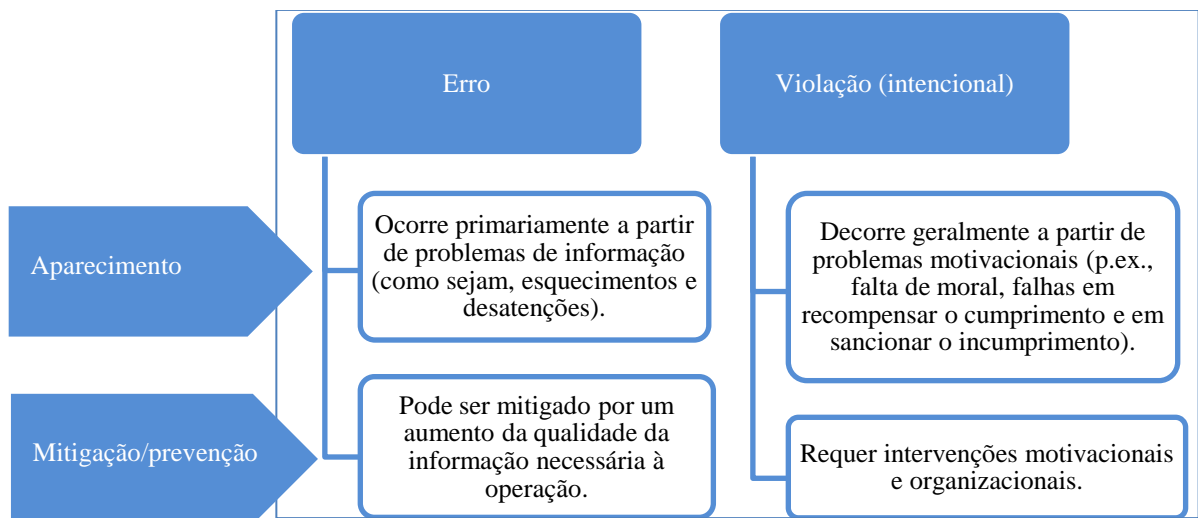 Erro
Violação (intencional)
Aparecimento
Ocorre primariamente a partir
de problemas de informação
(como sejam, esquecimentos e
desatenções).
Decorre geralmente a partir de
problemas motivacionais (p.ex.,
falta de moral, falhas em
recompensar o cumprimento e em
sancionar o incumprimento).
Mitigação/prevenção
Pode ser mitigado por um
aumento da qualidade da
informação necessária à
operação.
Requer intervenções motivacionais
e organizacionais.